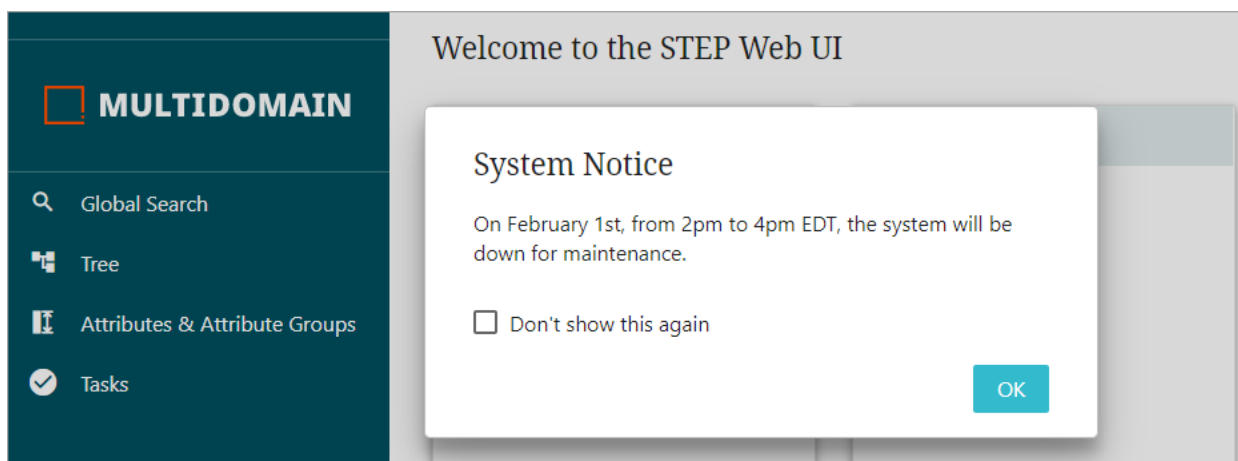 Welcome to the STEP Web UI
MULTIDOMAIN
Global Search
Tree
Attributes & Attribute Groups
Tasks
System Notice
On February 1st, from 2pm to 4pm EDT, the system will be
down for maintenance.
Don't show this again
OK